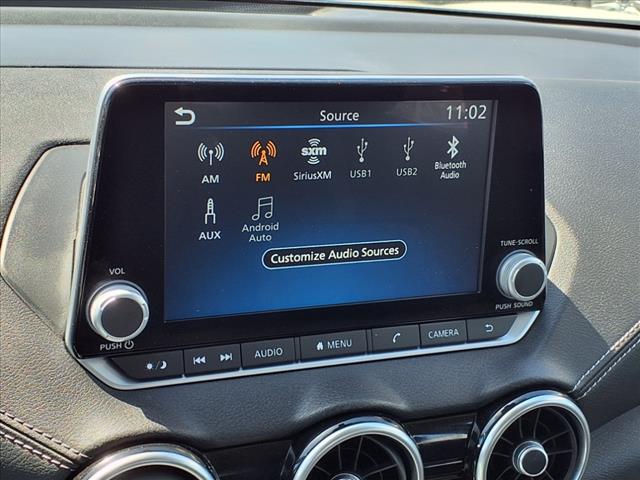 Source 11:02
AM FM sxm SiriusXM USB1 USB2 Bluetooth Audio
AUX Android Auto
Customize Audio Sources
VOL
PUSH
TUNE·SCROLL
PUSH SOUND
AUDIO MENU CAMERA